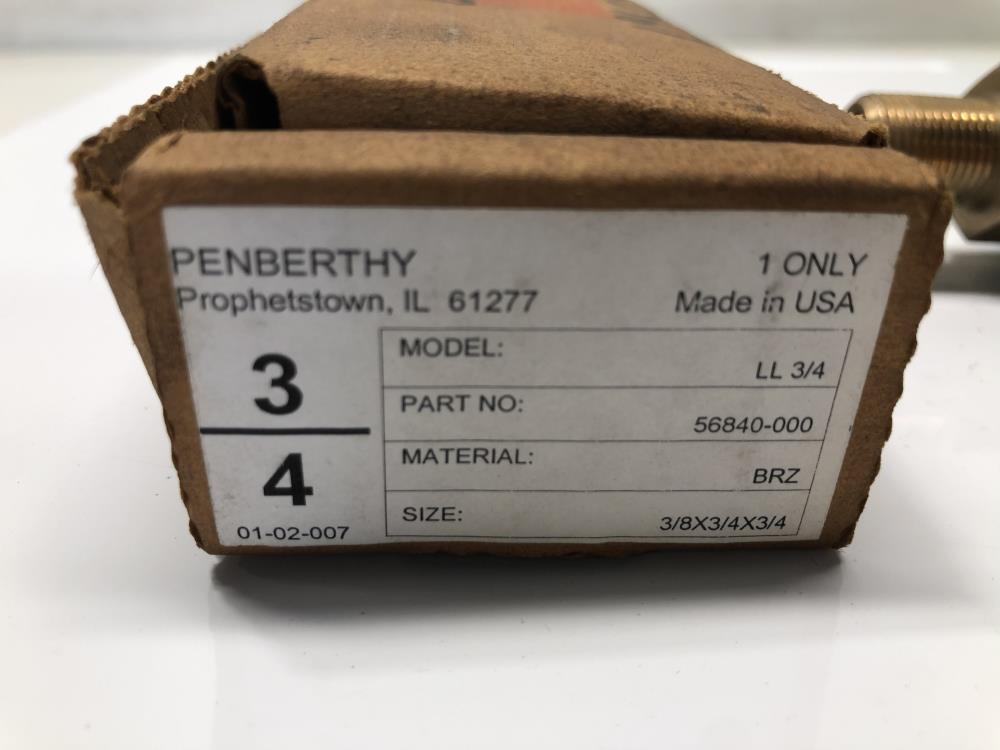 PENBERTHY 1 ONLY
Prophetstown, IL 61277 Made in USA
3
4
01-02-007
MODEL: LL 3/4
PART NO: 56840-000
MATERIAL: BRZ
SIZE: 3/8X3/4X3/4